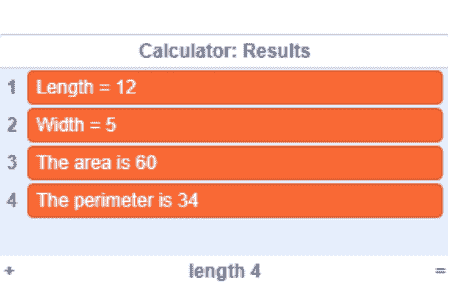 Calculator: Results
1 Length = 12
2 Width = 5
3 The area is 60
4 The perimeter is 34
+ length 4 =